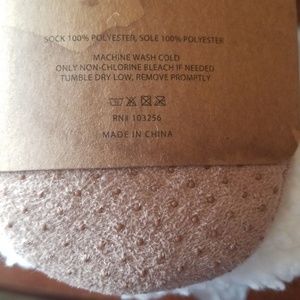 SOCK 100% POLYESTER, SOLE 100% POLYESTER
MACHINE WASH COLD
ONLY NON-CHLORINE BLEACH IF NEEDED
TUMBLE DRY LOW, REMOVE PROMPTLY
RN# 103256
MADE IN CHINA